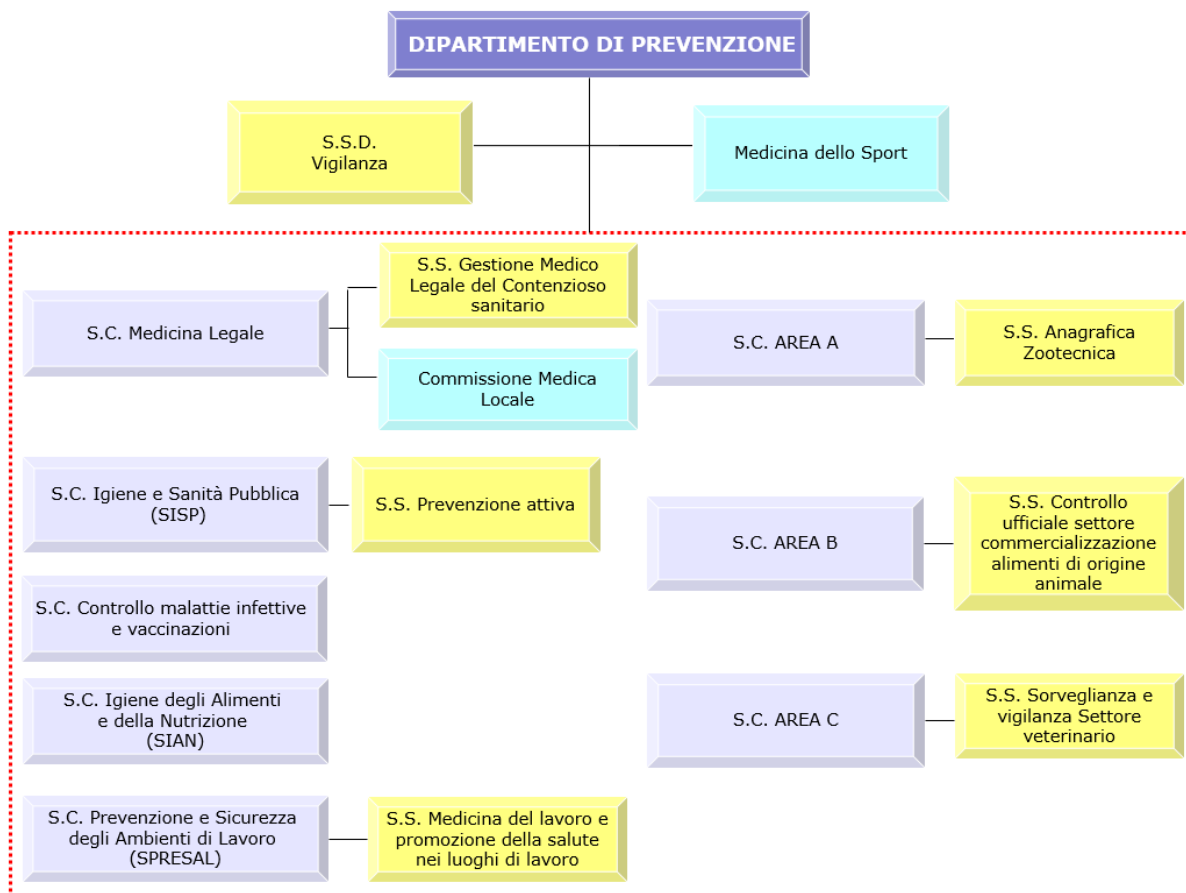 DIPARTIMENTO DI PREVENZIONE
S.S.D.
Vigilanza
Medicina dello Sport
S.C. Medicina Legale
S.S. Gestione Medico
Legale del Contenzioso
sanitario
Commissione Medica
Locale
S.C. AREA A
S.S. Anagrafica
Zootecnica
S.C. Igiene e Sanità Pubblica
(SISP)
S.S. Prevenzione attiva
S.C. AREA B
S.S. Controllo
ufficiale settore
commercializzazione
alimenti di origine
animale
S.C. Controllo malattie infettive
e vaccinazioni
S.C. Igiene degli Alimenti
e della Nutrizione
(SIAN)
S.C. AREA C
S.S. Sorveglianza e
vigilanza Settore
veterinario
S.C. Prevenzione e Sicurezza
degli Ambienti di Lavoro
(SPRESAL)
S.S. Medicina del lavoro e
promozione della salute
nei luoghi di lavoro